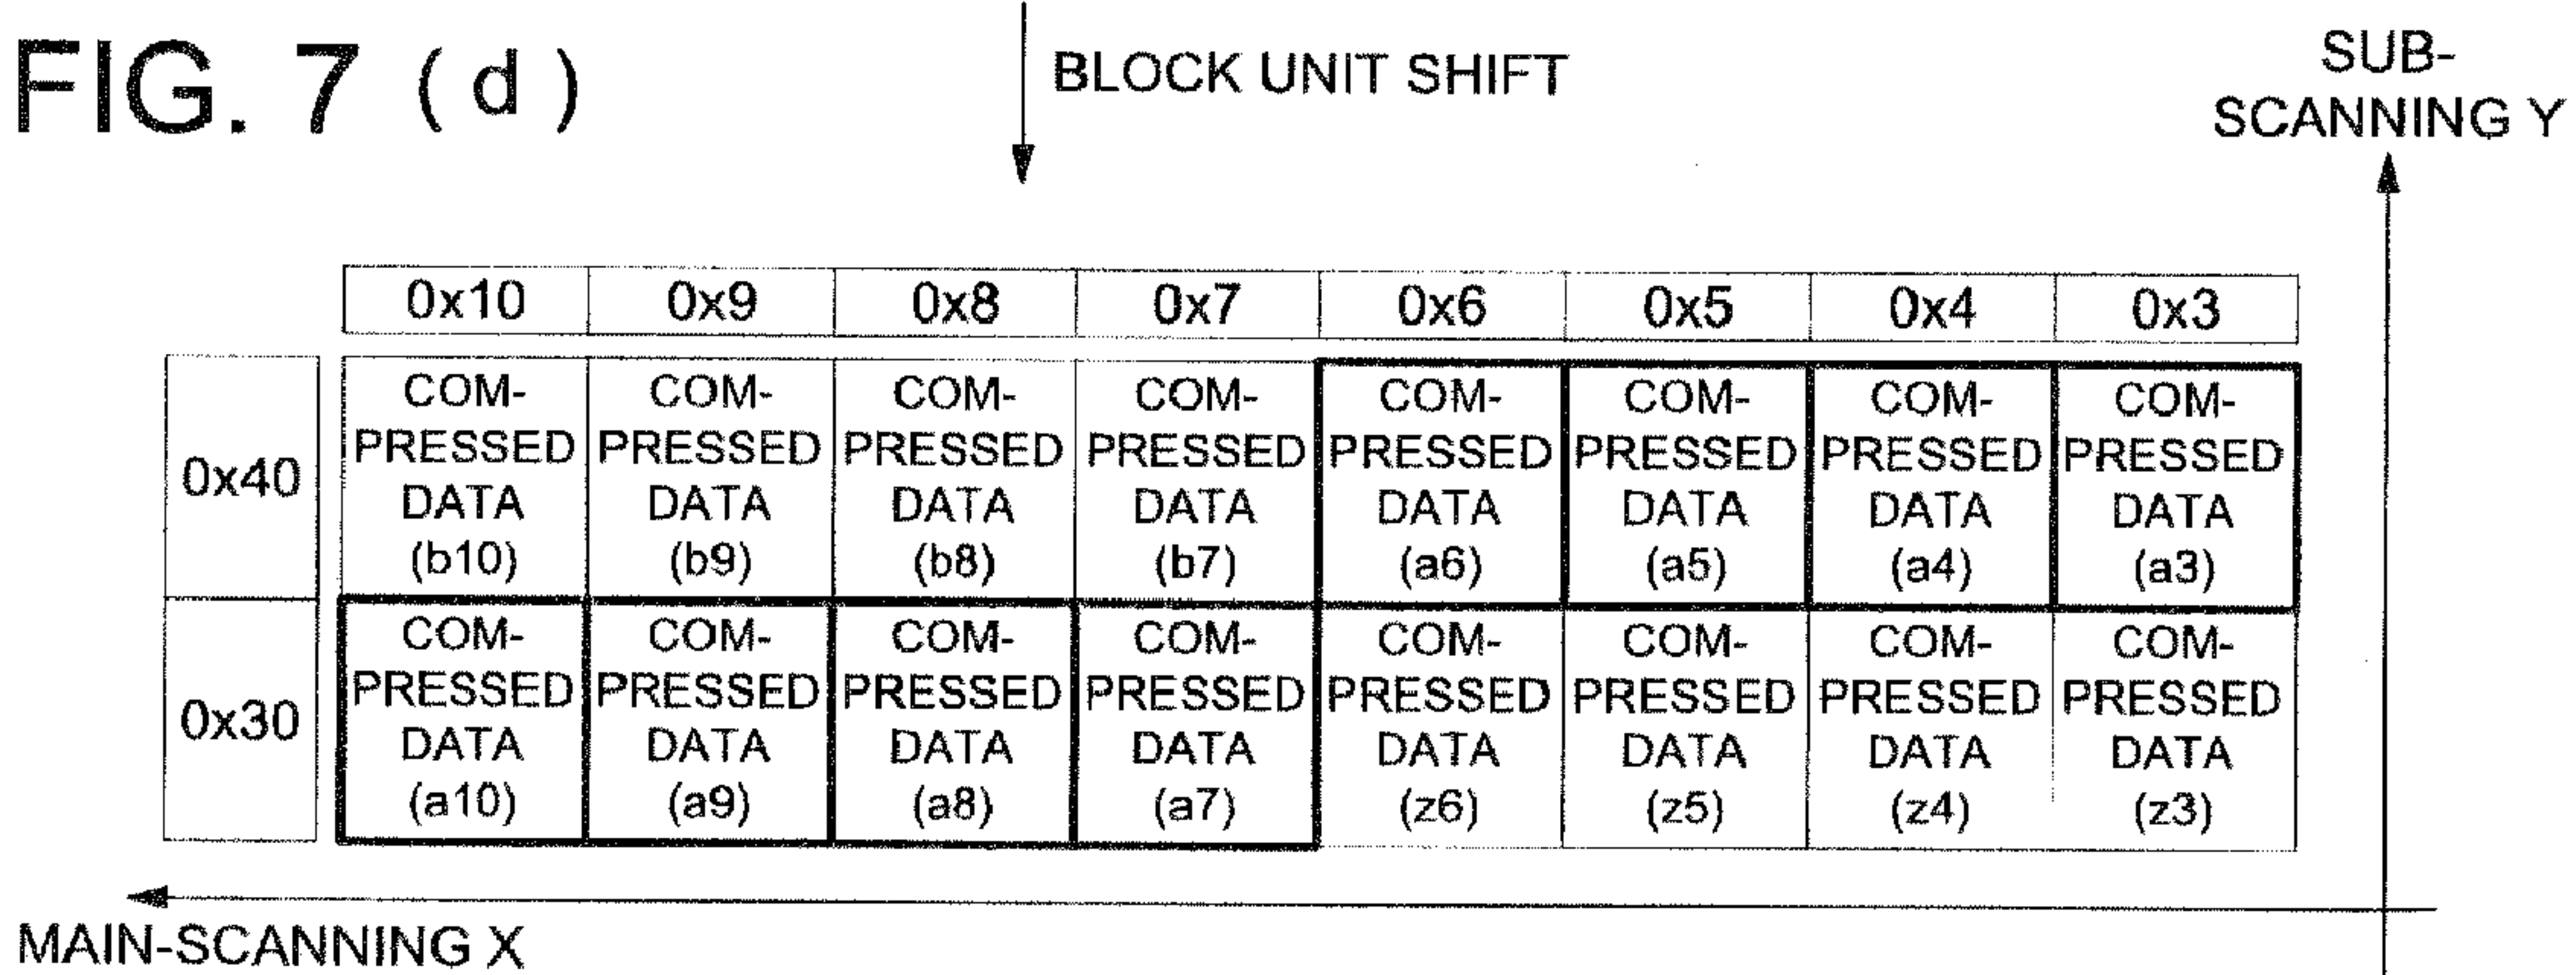 FIG. 7 (d)
BLOCK UNIT SHIFT
SUB-
SCANNING Y
0x10 0x9 0x8 0x7 0x6 0x5 0x4 0x3
0x40
COM- COM- COM- COM- COM- COM- COM- COM-
PRESSED PRESSED PRESSED PRESSED PRESSED PRESSED PRESSED PRESSED
DATA DATA DATA DATA DATA DATA DATA DATA
(b10) (b9) (b8) (b7) (a6) (a5) (a4) (a3)
0x30
COM- COM- COM- COM- COM- COM- COM- COM-
PRESSED PRESSED PRESSED PRESSED PRESSED PRESSED PRESSED PRESSED
DATA DATA DATA DATA DATA DATA DATA DATA
(a10) (a9) (a8) (a7) (z6) (z5) (z4) (z3)
MAIN-SCANNING X